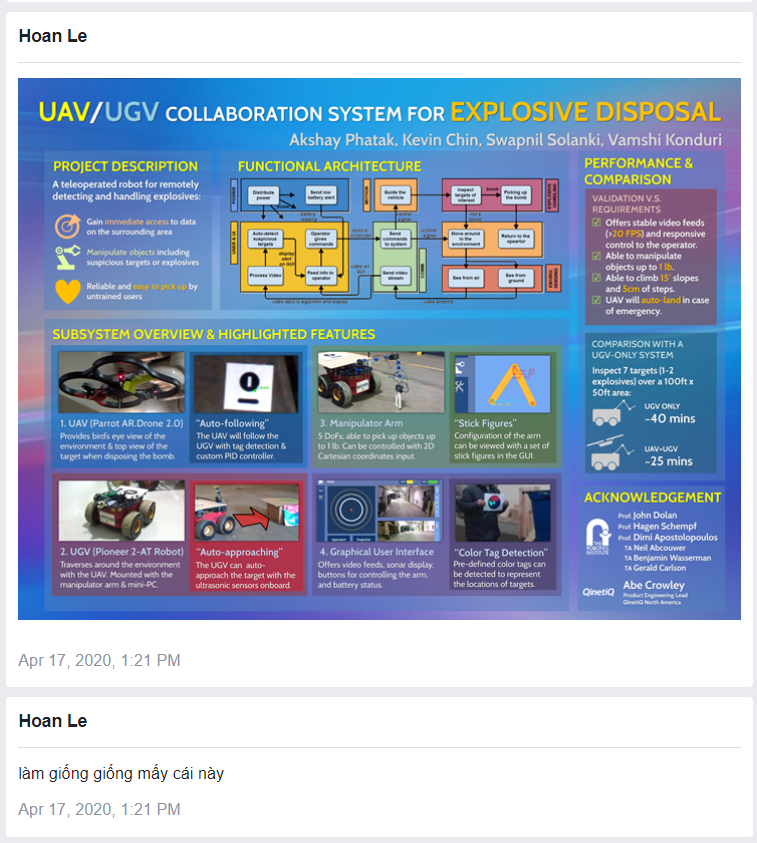 Hoan Le
UAV/UGV COLLABORATION SYSTEM FOR EXPLOSIVE DISPOSAL
Akshay Phatak, Kevin Chin, Swapnil Solanki, Vamshi Konduri
PROJECT DESCRIPTION
A teleoperated robot for remotely
detecting and handling explosives:
Gain immediate access to data
on the surrounding area
Manipulate objects including
suspicious targets or explosives
Reliable and easy to pick up by
untrained users
FUNCTIONAL ARCHITECTURE
POWER
Distribute
power
Send low
battery alert
MOTION
Guide the
vehicle
Inspect
targets of
interest
Picking up
the bomb
Auto-detect
suspicious
targets
Operator
gives
commands
Send
commands
to system
Move around
in the
environment
Return to the
opertor
display
alert
on GUI
Process Video
Feed info to
operator
Send video
stream
COMM.
See from air
See from
ground
SUBSYSTEM OVERVIEW & HIGHLIGHTED FEATURES
1. UAV (Parrot AR.Drone 2.0)
Provides bird's eye view of the
environment & top view of the
target when disposing the bomb.
"Auto-following"
The UAV will follow the
UGV with tag detection &
custom PID controller.
3. Manipulator Arm
5 DoFs: able to pick up objects up
to 1 lb. Can be controlled with 2D
Cartesian coordinates input.
"Stick Figures"
Configuration of the arm
can be viewed with a set of
stick figures in the GUI.
2. UGV (Pioneer 2-AT Robot)
Traverses around the environment
with the UAV. Mounted with the
manipulator arm & mini-PC.
"Auto-approaching"
The UGV can auto-
approach the target with the
ultrasonic sensors onboard.
4. Graphical User Interface
Offers video feeds, sonar display,
buttons for controlling the arm,
and battery status.
"Color Tag Detection"
Pre-defined color tags can
be detected to represent
the locations of targets.
PERFORMANCE &
COMPARISON
VALIDATION V.S.
REQUIREMENTS
Offers stable video feeds
(>20 FPS) and responsive
control to the operator.
Able to manipulate
objects up to 1 lb.
Able to climb 15° slopes
and 5cm of steps.
UAV will auto-land in case
of emergency.
COMPARISON WITH A
UGV-ONLY SYSTEM
Inspect 7 targets (1-2
explosives) over a 100ft x
50ft area:
UGV ONLY
~40 mins
UAV+UGV
~25 mins
ACKNOWLEDGEMENT
THE
ROBOTICS
INSTITUTE
Prof. John Dolan
Prof. Hagen Schempf
Prof. Dimi Apostolopoulos
TA Neil Abcouwer
TA Benjamin Wasserman
TA Gerald Carlson
QinetiQ
Abe Crowley
Product Engineering Lead
QinetiQ North America
Apr 17, 2020, 1:21 PM
Hoan Le
làm giống giống mấy cái này
Apr 17, 2020, 1:21 PM